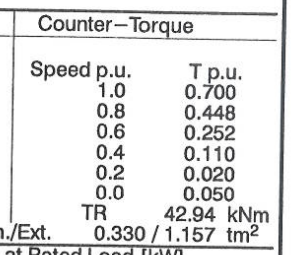 Counter–Torque
Speed p.u. T p.u.
1.0 0.700
0.8 0.448
0.6 0.252
0.4 0.110
0.2 0.020
0.0 0.050
TR 42.94 kNm
./Ext. 0.330 / 1.157 tm²
at Rated Load [kW]